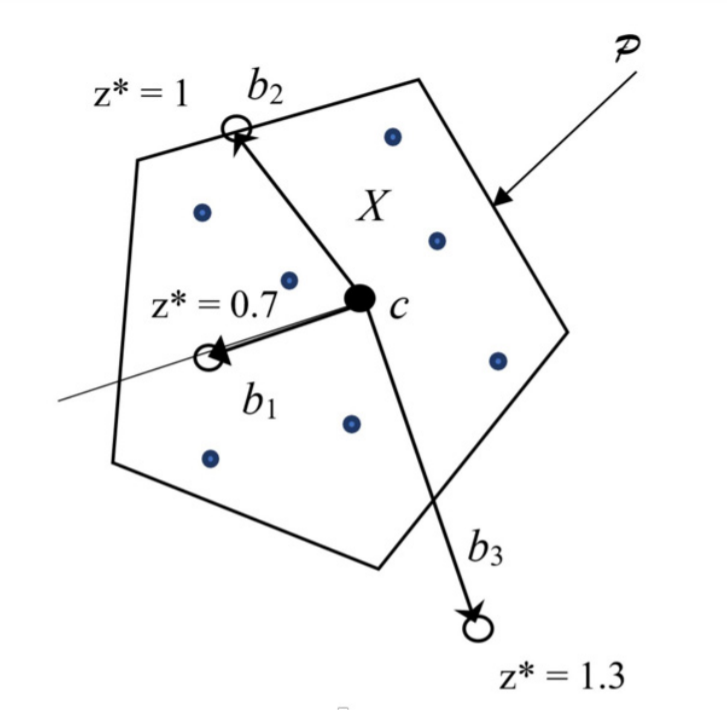 𝒫
z* = 1
b₂
X
z* = 0.7
c
b₁
b₃
z* = 1.3